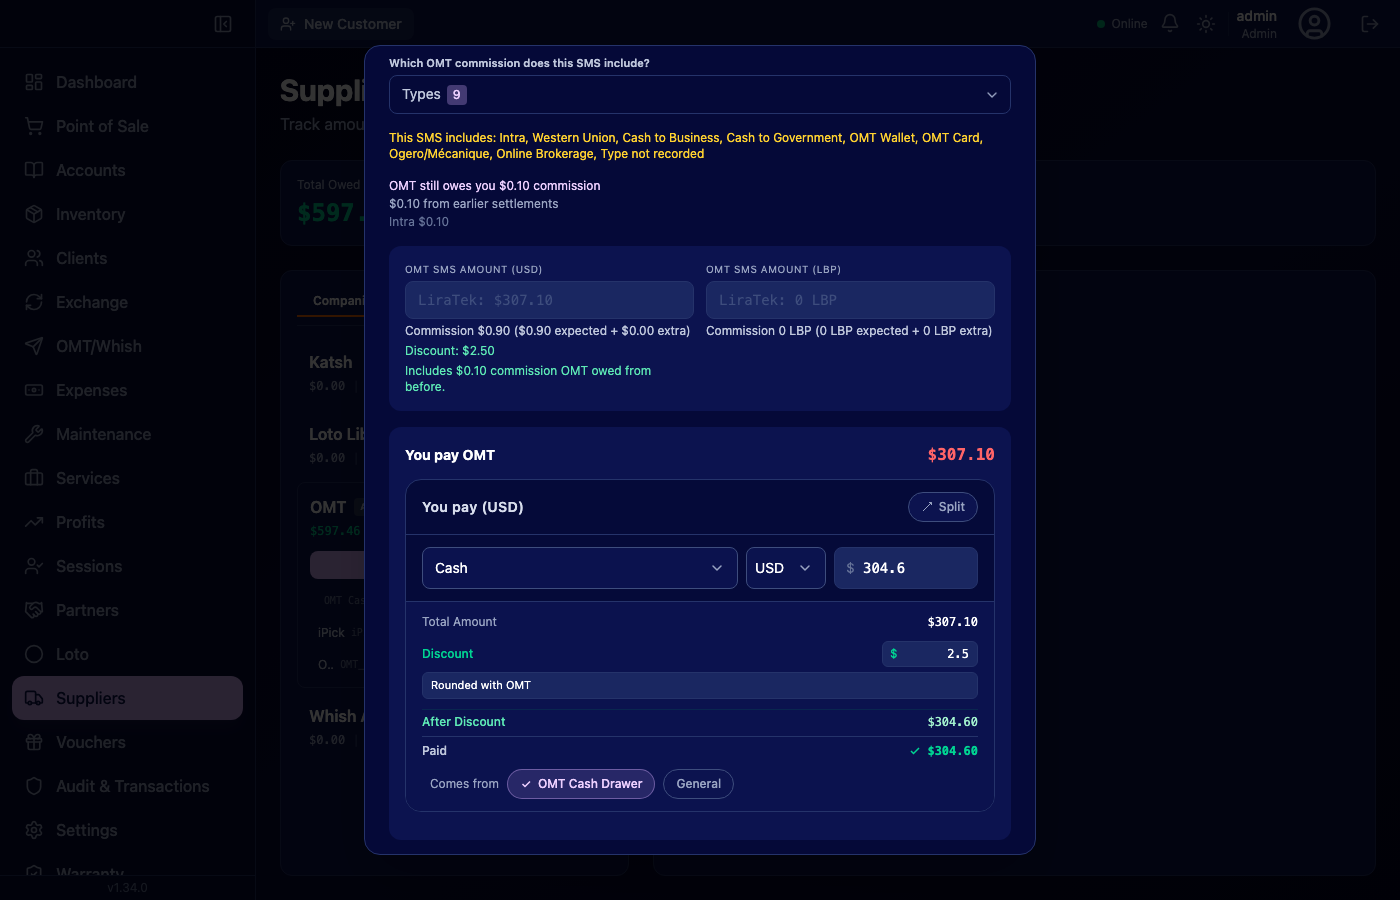 New Customer
Online
admin
Admin
Dashboard
Point of Sale
Accounts
Inventory
Clients
Exchange
OMT/Whish
Expenses
Maintenance
Services
Profits
Sessions
Partners
Loto
Suppliers
Vouchers
Audit & Transactions
Settings
Warranty
v1.34.0
Suppli
Track amou
Total Owed
$597.
Compani
Katsh
$0.00
Loto Lib
$0.00
OMT
$597.46
OMT Cas
iPick
O..
OMT_
Whish A
$0.00
Which OMT commission does this SMS include?
Types 9
This SMS includes: Intra, Western Union, Cash to Business, Cash to Government, OMT Wallet, OMT Card,
Ogero/Mécanique, Online Brokerage, Type not recorded
OMT still owes you $0.10 commission
$0.10 from earlier settlements
Intra $0.10
OMT SMS AMOUNT (USD)
LiraTek: $307.10
Commission $0.90 ($0.90 expected + $0.00 extra)
Discount: $2.50
Includes $0.10 commission OMT owed from
before.
OMT SMS AMOUNT (LBP)
LiraTek: 0 LBP
Commission 0 LBP (0 LBP expected + 0 LBP extra)
You pay OMT $307.10
You pay (USD) Split
Cash USD $ 304.6
Total Amount $307.10
Discount $ 2.5
Rounded with OMT
After Discount $304.60
Paid $304.60
Comes from OMT Cash Drawer General